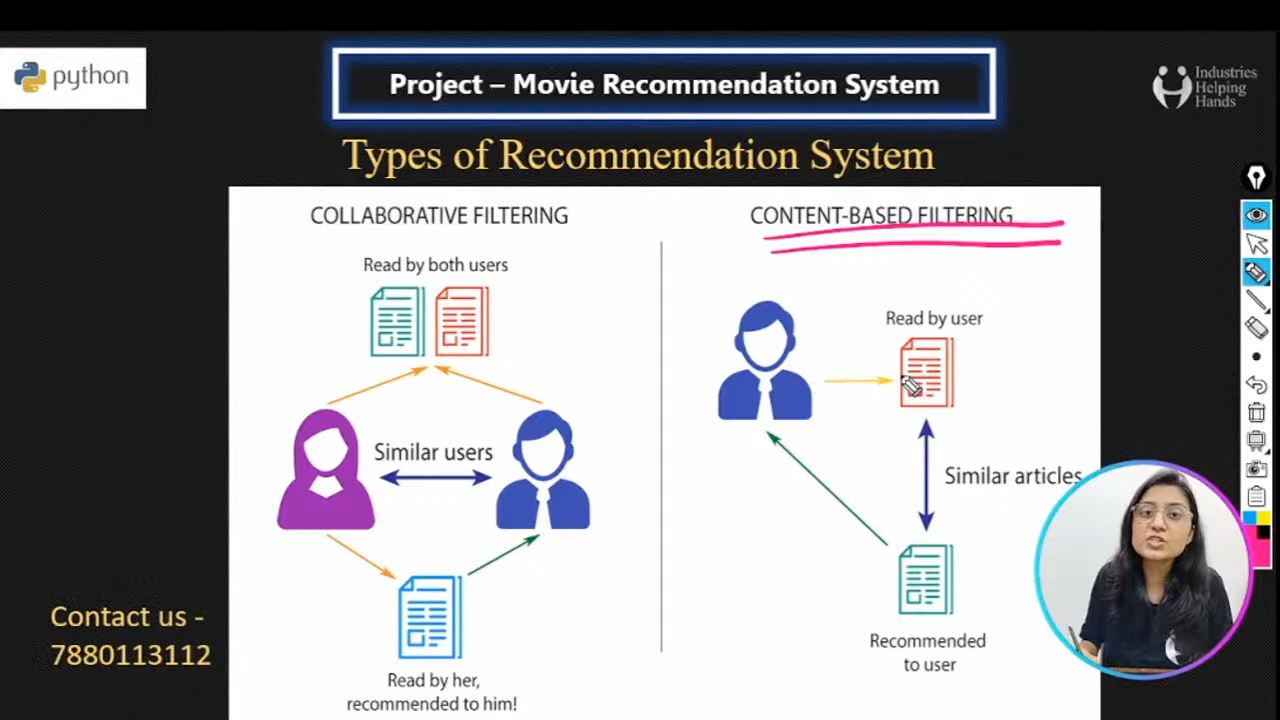 python
Project – Movie Recommendation System
Industries
Helping
Hands
Types of Recommendation System
COLLABORATIVE FILTERING
Read by both users
Similar users
Read by her,
recommended to him!
CONTENT-BASED FILTERING
Read by user
Similar articles
Recommended
to user
Contact us -
7880113112